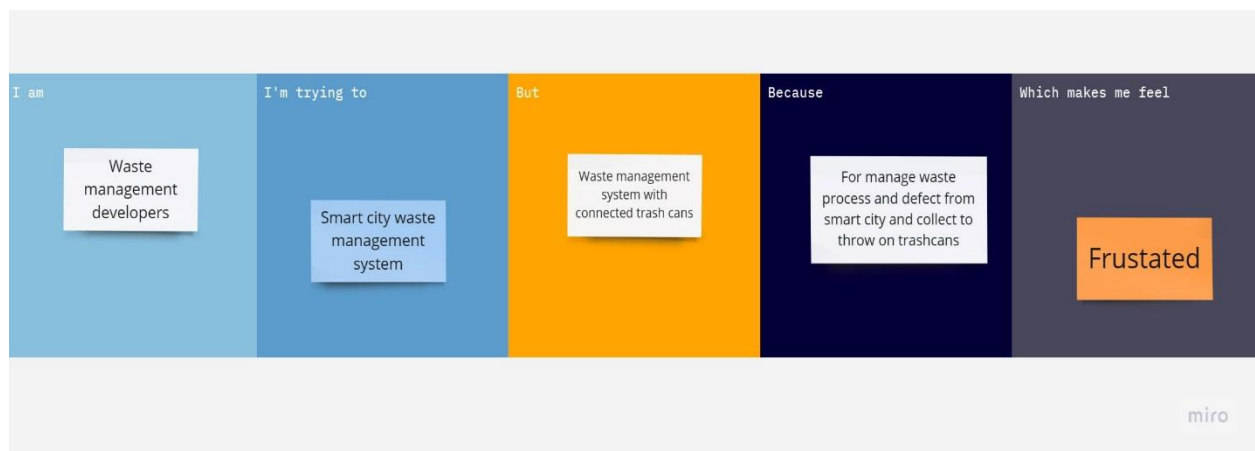 I am
Waste
management
developers
I'm trying to
Smart city waste
management
system
But
Waste management
system with
connected trash cans
Because
For manage waste
process and defect from
smart city and collect to
throw on trashcans
Which makes me feel
Frustated
miro